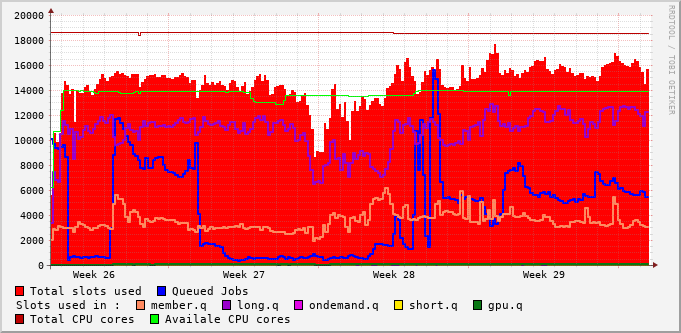 20000
18000
16000
14000
12000
10000
8000
6000
4000
2000
0
Week 26 Week 27 Week 28 Week 29
RRDTOOL / TOBI OETIKER
Total slots used Queued Jobs
Slots used in : member.q long.q ondemand.q short.q gpu.q
Total CPU cores Availale CPU cores